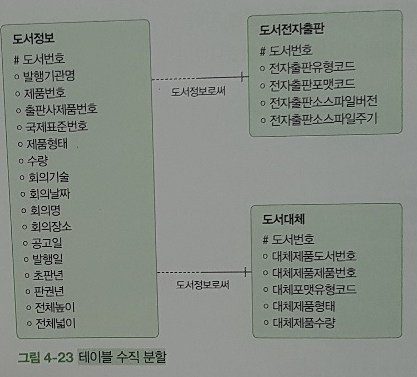 도서정보
# 도서번호
o 발행기관명
o 제품번호
o 출판사제품번호
o 국제표준번호
o 제품형태
o 수량
o 회의기술
o 회의날짜
o 회의명
o 회의장소
o 공고일
o 발행일
o 초판년
o 판권년
o 전체높이
o 전체넓이
도서정보로써
도서전자출판
# 도서번호
o 전자출판유형코드
o 전자출판포맷코드
o 전자출판소스파일버전
o 전자출판소스파일주기
도서정보로써
도서대체
# 도서번호
o 대체제품도서번호
o 대체제품제품번호
o 대체포맷유형코드
o 대체제품형태
o 대체제품수량
그림 4-23 테이블 수직 분할